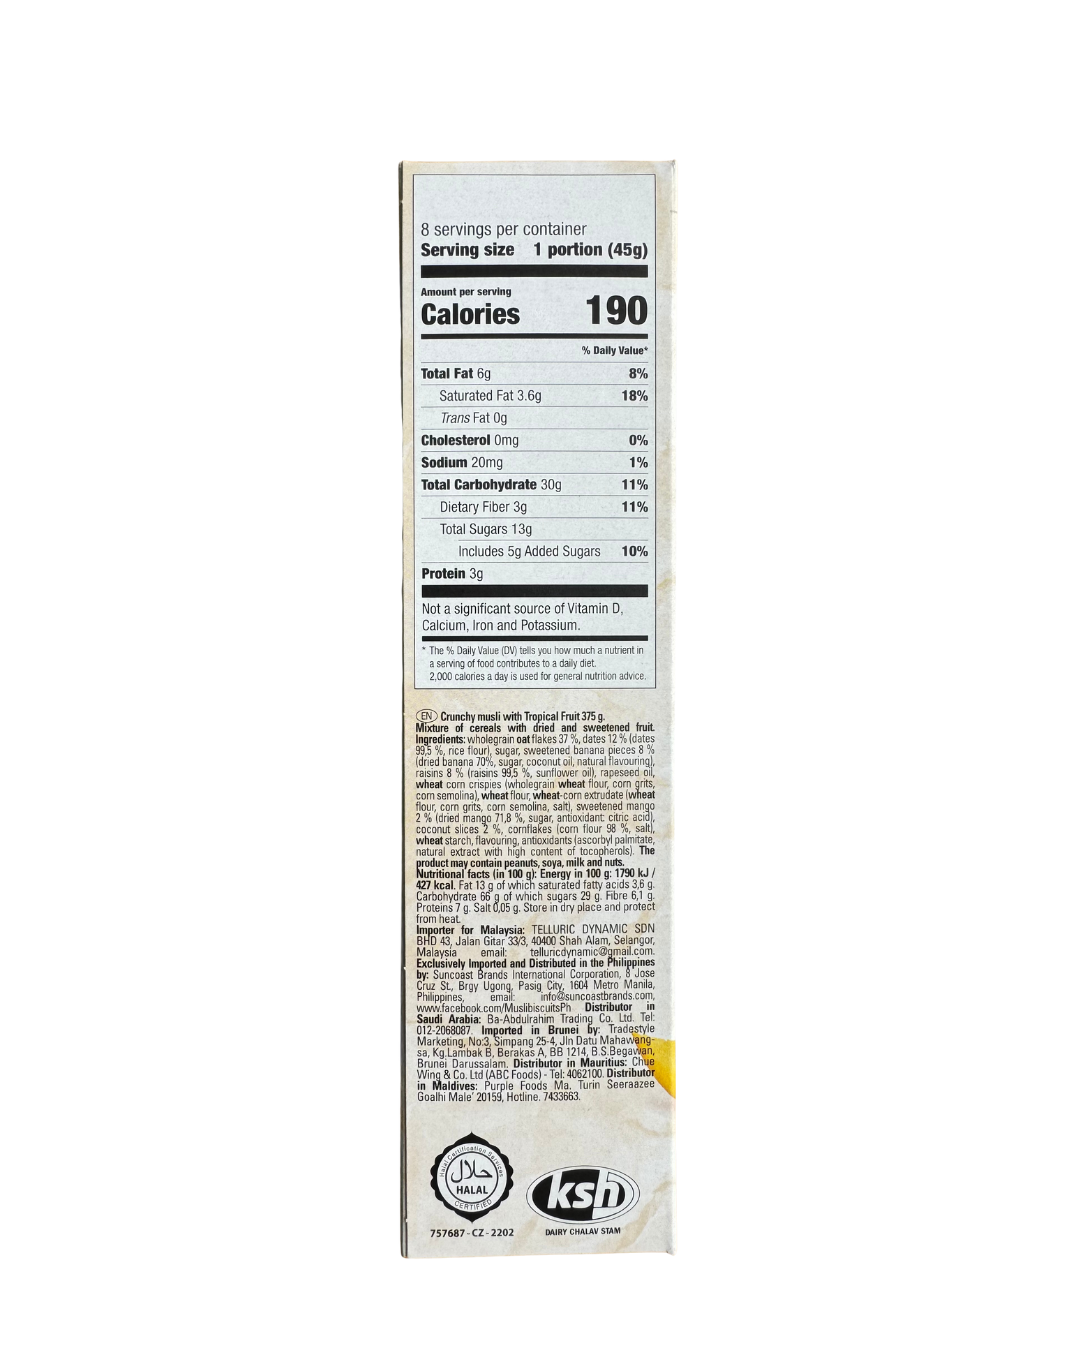 8 servings per container
Serving size 1 portion (45g)
Amount per serving
Calories 190
% Daily Value*
Total Fat 6g 8%
Saturated Fat 3.6g 18%
Trans Fat 0g
Cholesterol 0mg 0%
Sodium 20mg 1%
Total Carbohydrate 30g 11%
Dietary Fiber 3g 11%
Total Sugars 13g
Includes 5g Added Sugars 10%
Protein 3g
Not a significant source of Vitamin D,
Calcium, Iron and Potassium.
* The % Daily Value (DV) tells you how much a nutrient in
a serving of food contributes to a daily diet.
2,000 calories a day is used for general nutrition advice.
EN Crunchy musli with Tropical Fruit 375 g.
Mixture of cereals with dried and sweetened fruit.
Ingredients: wholegrain oat flakes 37 %, dates 12 % (dates
99,5 %, rice flour), sugar, sweetened banana pieces 8 %
(dried banana 70%, sugar, coconut oil, natural flavouring),
raisins 8 % (raisins 99,5 %, sunflower oil), rapeseed oil,
wheat corn crispies (wholegrain wheat flour, corn grits,
corn semolina), wheat flour, wheat-corn extrudate (wheat
flour, corn grits, corn semolina, salt), sweetened mango
2 % (dried mango 71,8 %, sugar, antioxidant: citric acid),
coconut slices 2 %, cornflakes (corn flour 98 %, salt),
wheat starch, flavouring, antioxidants (ascorbyl palmitate,
natural extract with high content of tocopherols). The
product may contain peanuts, soya, milk and nuts.
Nutritional facts (in 100 g): Energy in 100 g: 1790 kJ /
427 kcal. Fat 13 g of which saturated fatty acids 3,6 g.
Carbohydrate 66 g of which sugars 29 g. Fibre 6,1 g.
Proteins 7 g. Salt 0,05 g. Store in dry place and protect
from heat.
Importer for Malaysia: TELLURIC DYNAMIC SDN
BHD 43, Jalan Gitar 33/3, 40400 Shah Alam, Selangor,
Malaysia email: telluricdynamic@gmail.com.
Exclusively Imported and Distributed in the Philippines
by: Suncoast Brands International Corporation, 8 Jose
Cruz St., Brgy Ugong, Pasig City, 1604 Metro Manila,
Philippines, email: info@suncoastbrands.com,
www.facebook.com/MuslibiscuitsPh Distributor in
Saudi Arabia: Ba-Abdulrahim Trading Co. Ltd. Tel:
012-2068087. Imported in Brunei by: Tradestyle
Marketing, No:3, Simpang 25-4, Jln Datu Mahawang-
sa, Kg.Lambak B, Berakas A, BB 1214, B.S.Begawan,
Brunei Darussalam. Distributor in Mauritius: Chue
Wing & Co. Ltd (ABC Foods) - Tel: 4062100. Distributor
in Maldives: Purple Foods Ma. Turin Seeraazee
Goalhi Male' 20159, Hotline. 7433663.
Halal Certification Services
حلال
HALAL
CERTIFIED
ksh
757687-CZ-2202
DAIRY CHALAV STAM